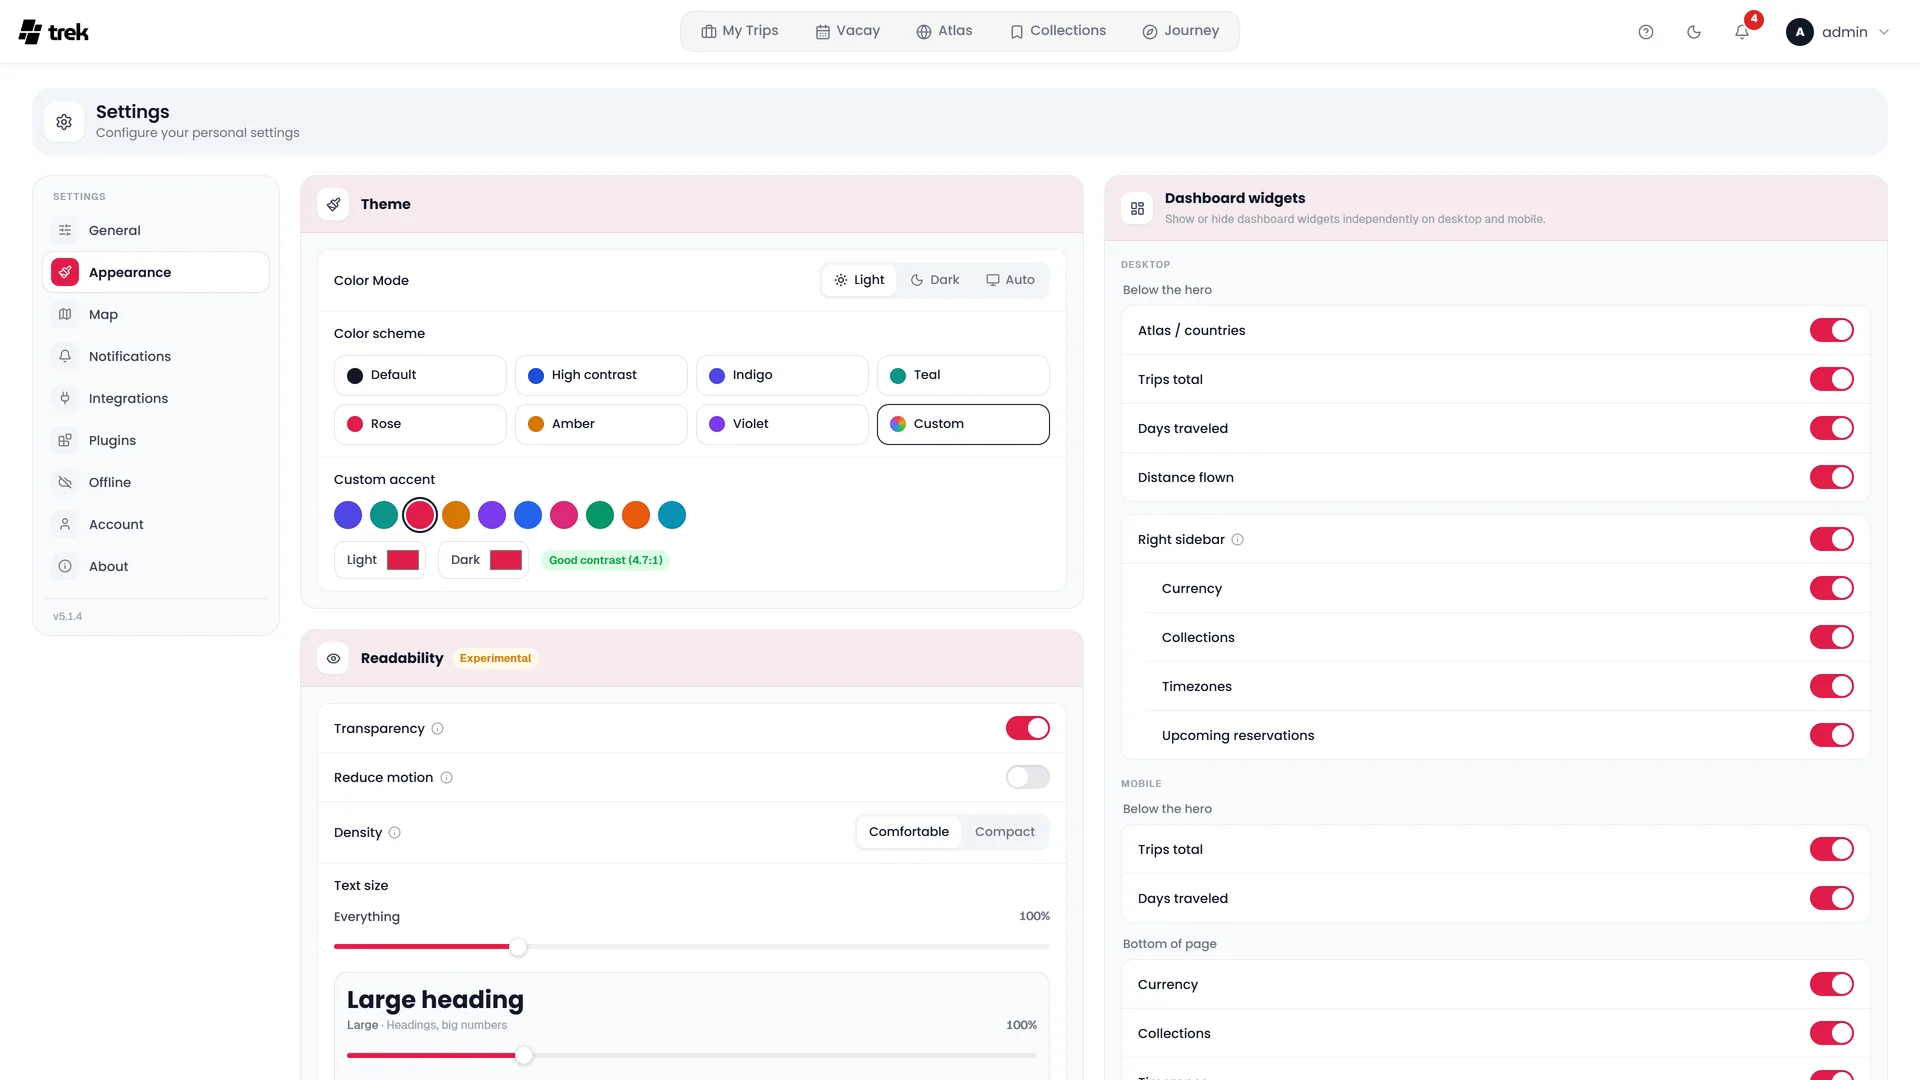 trek
My Trips
Vacay
Atlas
Collections
Journey
4
A
admin
Settings
Configure your personal settings
SETTINGS
General
Appearance
Map
Notifications
Integrations
Plugins
Offline
Account
About
v5.1.4
Theme
Color Mode
Light
Dark
Auto
Color scheme
Default
High contrast
Indigo
Teal
Rose
Amber
Violet
Custom
Custom accent
Light
Dark
Good contrast (4.7:1)
Readability
Experimental
Transparency
Reduce motion
Density
Comfortable
Compact
Text size
Everything
100%
Large heading
Large · Headings, big numbers
100%
Dashboard widgets
Show or hide dashboard widgets independently on desktop and mobile.
DESKTOP
Below the hero
Atlas / countries
Trips total
Days traveled
Distance flown
Right sidebar
Currency
Collections
Timezones
Upcoming reservations
MOBILE
Below the hero
Trips total
Days traveled
Bottom of page
Currency
Collections